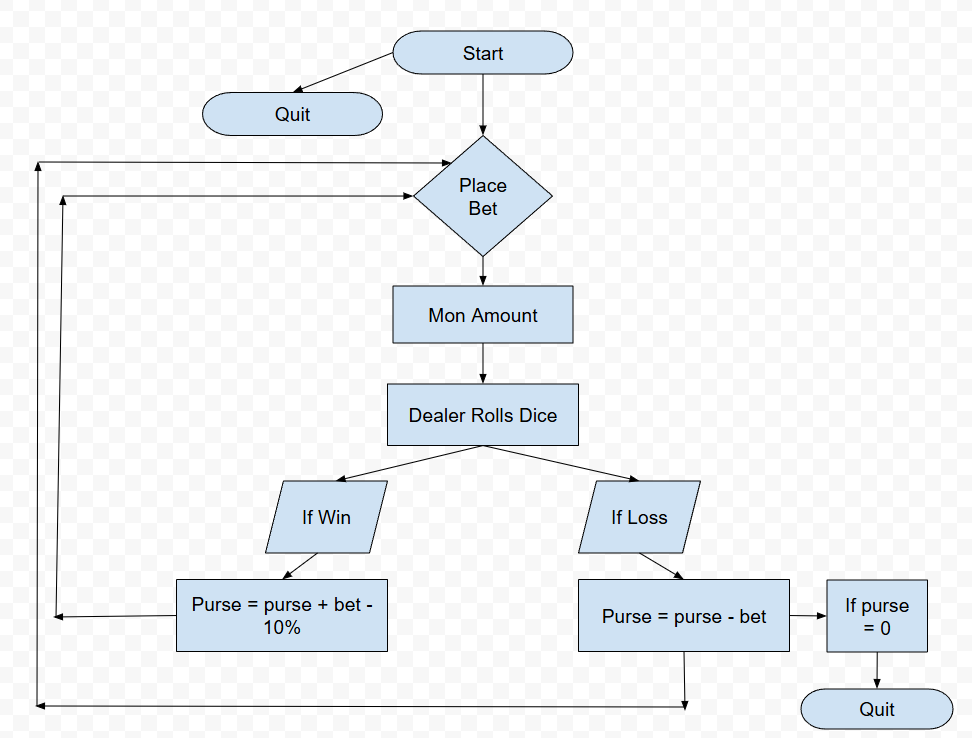 Start
Quit
Place
Bet
Mon Amount
Dealer Rolls Dice
If Win
If Loss
Purse = purse + bet -
10%
Purse = purse - bet
If purse
= 0
Quit